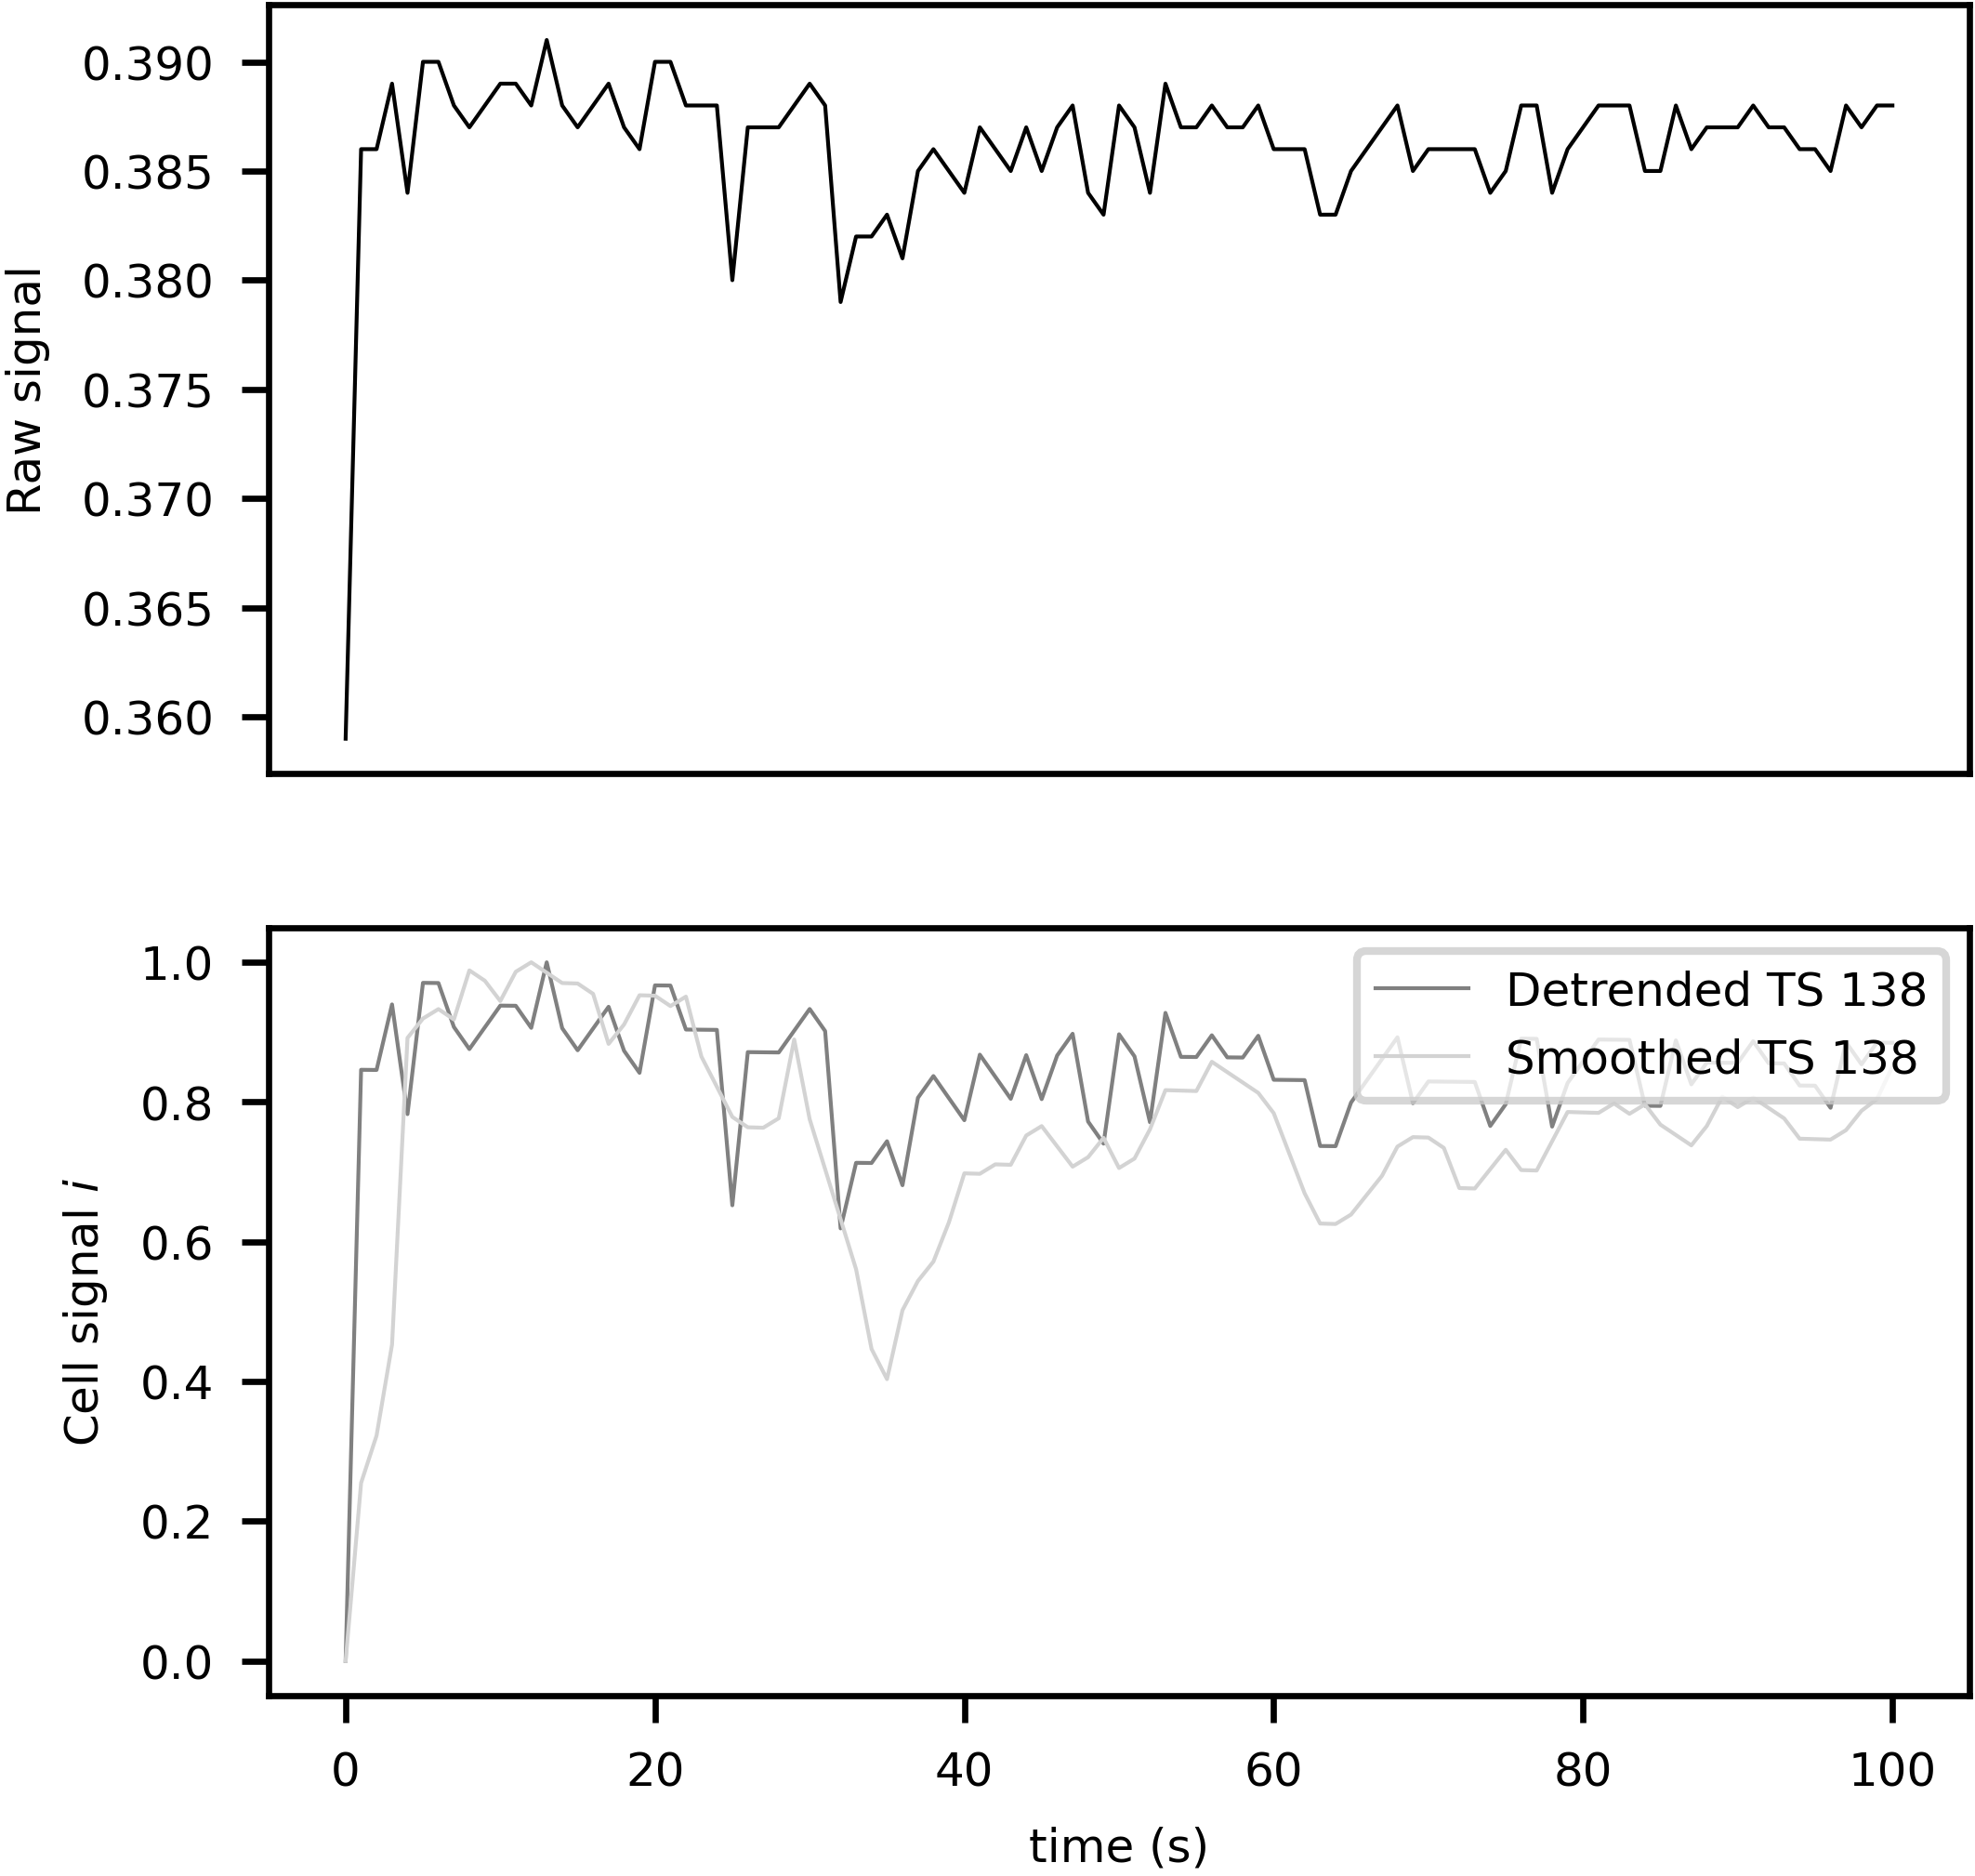 0.390
0.385
0.380
0.375
0.370
0.365
0.360
Raw signal
1.0
0.8
0.6
0.4
0.2
0.0
Cell signal i
Detrended TS 138
Smoothed TS 138
0 20 40 60 80 100
time (s)